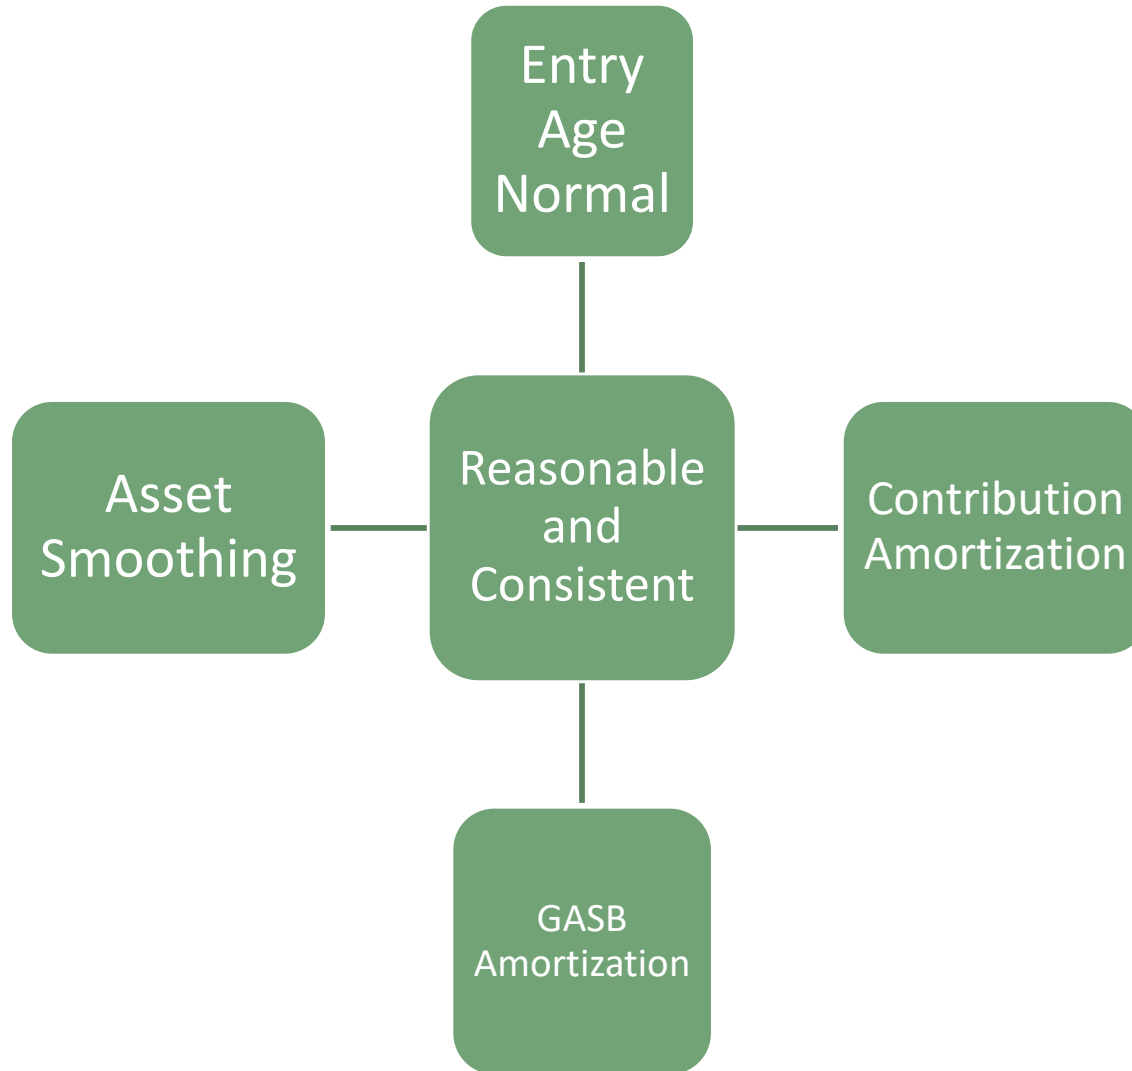 Entry
Age
Normal
Asset
Smoothing
Reasonable
and
Consistent
Contribution
Amortization
GASB
Amortization